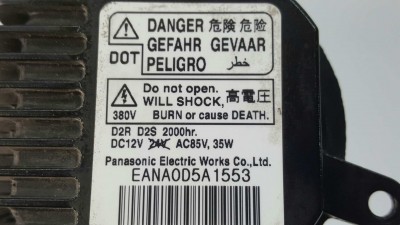 DANGER 危険 危险
GEFAHR GEVAAR
DOT PELIGRO خطر
Do not open.
WILL SHOCK, 高電圧
380V BURN or cause DEATH.
D2R D2S 2000hr.
DC12V 24V AC85V, 35W
Panasonic Electric Works Co.,Ltd.
EANA0D5A1553